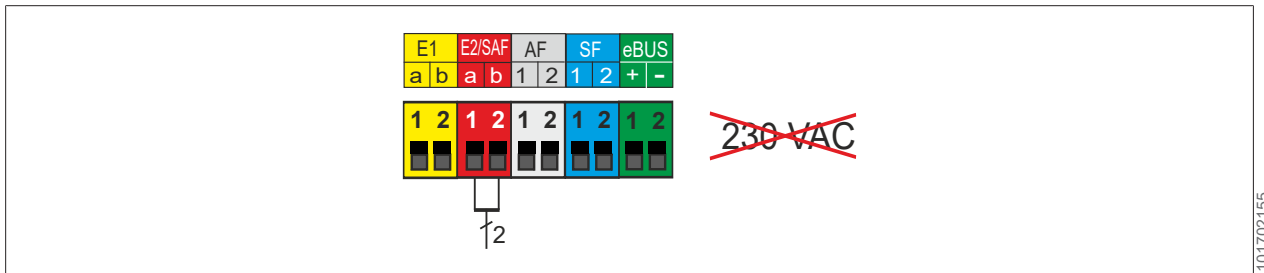 E1 E2/SAF AF SF eBUS
a b a b 1 2 1 2 + -
1 2 1 2 1 2 1 2 1 2
230 VAC
2
101702155